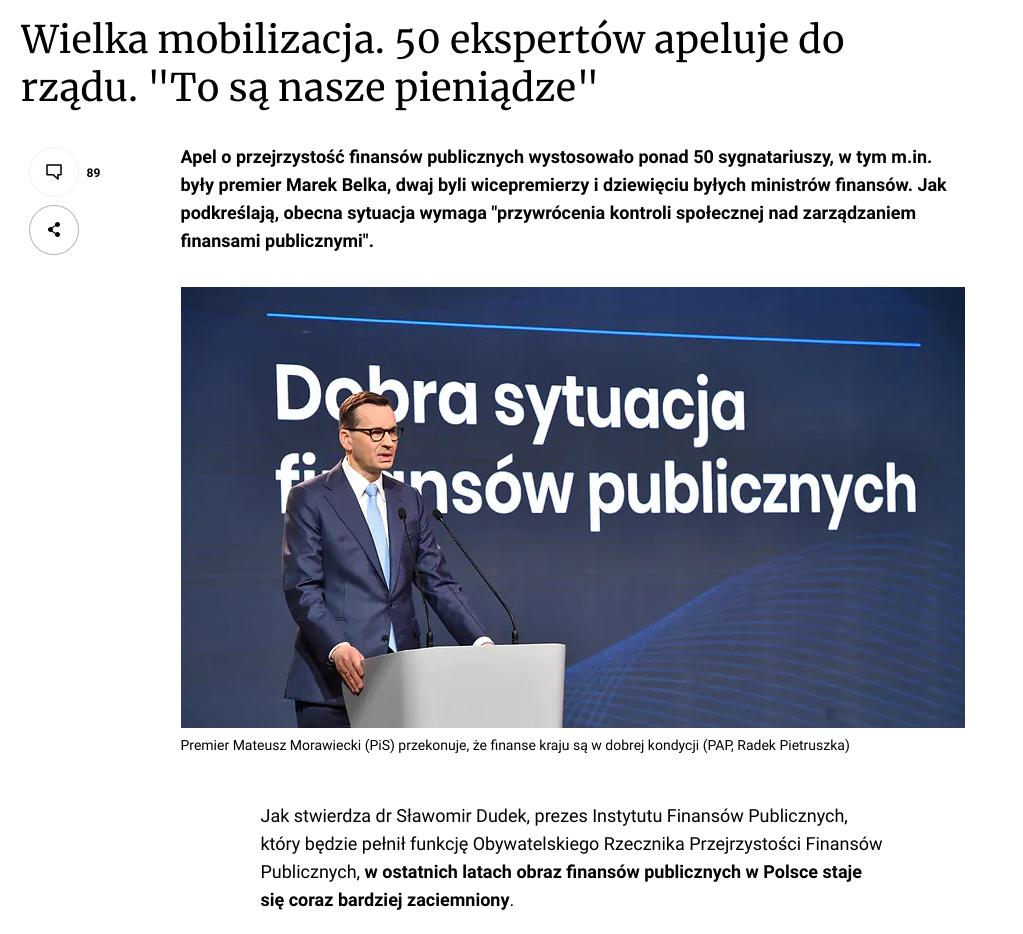 Wielka mobilizacja. 50 ekspertów apeluje do
rządu. "To są nasze pieniądze"
89
Apel o przejrzystość finansów publicznych wystosowało ponad 50 sygnatariuszy, w tym m.in.
były premier Marek Belka, dwaj byli wicepremierzy i dziewięciu byłych ministrów finansów. Jak
podkreślają, obecna sytuacja wymaga "przywrócenia kontroli społecznej nad zarządzaniem
finansami publicznymi".
Dobra sytuacja
finansów publicznych
Premier Mateusz Morawiecki (PiS) przekonuje, że finanse kraju są w dobrej kondycji (PAP, Radek Pietruszka)
Jak stwierdza dr Sławomir Dudek, prezes Instytutu Finansów Publicznych,
który będzie pełnił funkcję Obywatelskiego Rzecznika Przejrzystości Finansów
Publicznych, w ostatnich latach obraz finansów publicznych w Polsce staje
się coraz bardziej zaciemniony.